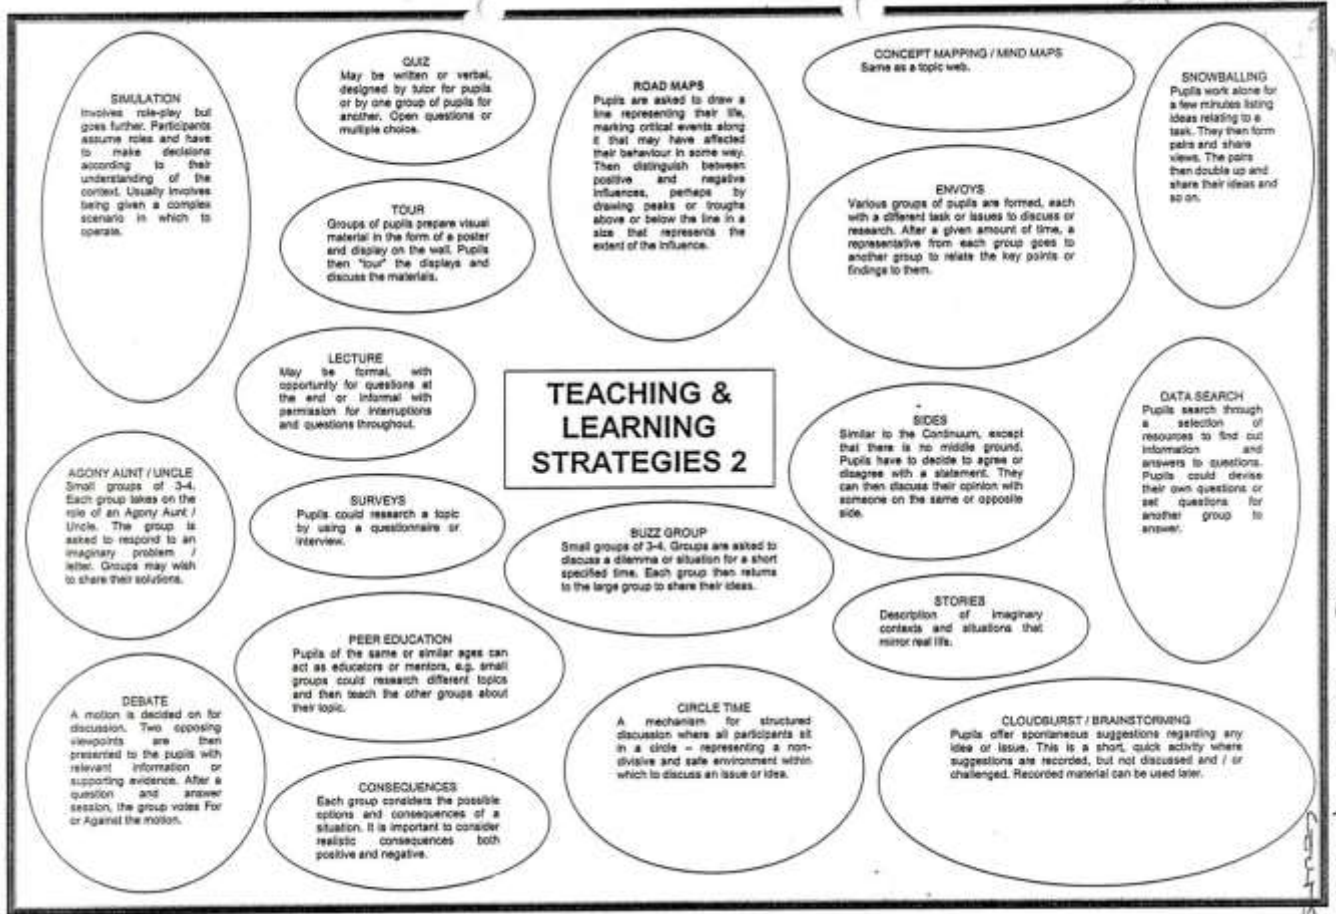 SIMULATION
Involves role-play but
goes further. Participants
assume roles and have
to make decisions
according to their
understanding of the
context. Usually involves
being given a complex
scenario in which to
operate.
QUIZ
May be written or verbal,
designed by tutor for pupils
or by one group of pupils for
another. Open questions or
multiple choice.
ROAD MAPS
Pupils are asked to draw a
line representing their life,
marking critical events along
it that may have affected
their behaviour in some way.
Then distinguish between
positive and negative
influences, perhaps by
drawing peaks or troughs
above or below the line in a
size that represents the
extent of the influence.
CONCEPT MAPPING / MIND MAPS
Same as a topic web.
SNOWBALLING
Pupils work alone for
a few minutes listing
ideas relating to a
task. They then form
pairs and share
views. The pairs
then double up and
share their ideas and
so on.
TOUR
Groups of pupils prepare visual
material in the form of a poster
and display on the wall. Pupils
then "tour" the displays and
discuss the materials.
ENVOYS
Various groups of pupils are formed, each
with a different task or issues to discuss or
research. After a given amount of time, a
representative from each group goes to
another group to relate the key points or
findings to them.
LECTURE
May be formal, with
opportunity for questions at
the end or informal with
permission for interruptions
and questions throughout.
TEACHING &
LEARNING
STRATEGIES 2
SIDES
Similar to the Continuum, except
that there is no middle ground.
Pupils have to decide to agree or
disagree with a statement. They
can then discuss their opinion with
someone on the same or opposite
side.
DATA SEARCH
Pupils search through
a selection of
resources to find out
information and
answers to questions.
Pupils could devise
their own questions or
set questions for
another group to
answer.
AGONY AUNT / UNCLE
Small groups of 3-4.
Each group takes on the
role of an Agony Aunt /
Uncle. The group is
asked to respond to an
imaginary problem /
letter. Groups may wish
to share their solutions.
SURVEYS
Pupils could research a topic
by using a questionnaire or
interview.
BUZZ GROUP
Small groups of 3-4. Groups are asked to
discuss a dilemma or situation for a short
specified time. Each group then returns
to the large group to share their ideas.
STORIES
Description of imaginary
contexts and situations that
mirror real life.
PEER EDUCATION
Pupils of the same or similar ages can
act as educators or mentors, e.g. small
groups could research different topics
and then teach the other groups about
their topic.
DEBATE
A motion is decided on for
discussion. Two opposing
viewpoints are then
presented to the pupils with
relevant information or
supporting evidence. After a
question and answer
session, the group votes For
or Against the motion.
CIRCLE TIME
A mechanism for structured
discussion where all participants sit
in a circle – representing a non-
divisive and safe environment within
which to discuss an issue or idea.
CLOUDBURST / BRAINSTORMING
Pupils offer spontaneous suggestions regarding any
idea or issue. This is a short, quick activity where
suggestions are recorded, but not discussed and / or
challenged. Recorded material can be used later.
CONSEQUENCES
Each group considers the possible
options and consequences of a
situation. It is important to consider
realistic consequences both
positive and negative.